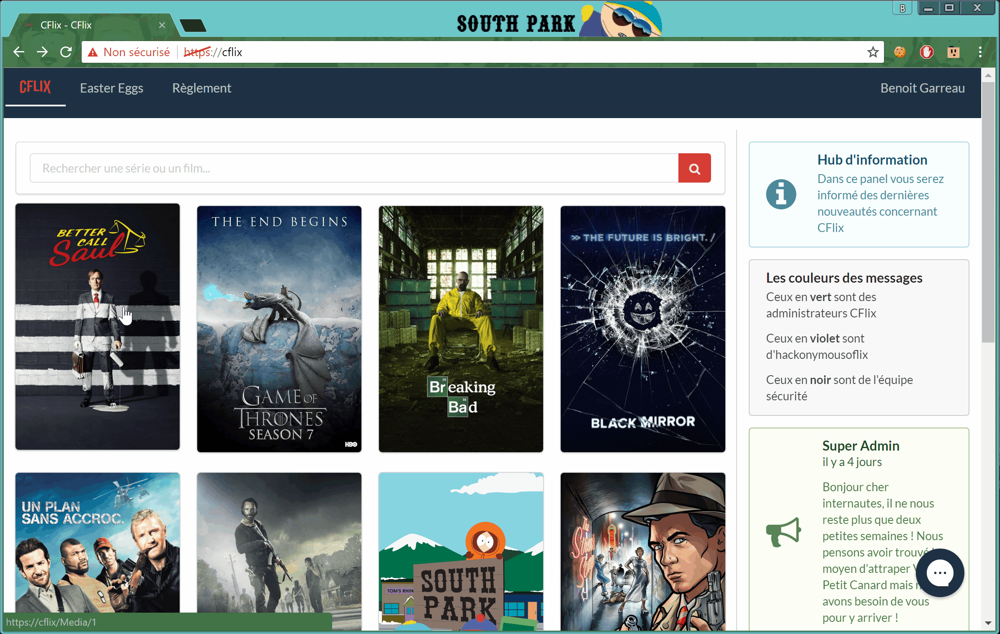 SOUTH PARK
B
CFlix - CFlix
Non sécurisé
https://cflix
CFLIX
Easter Eggs
Règlement
Benoit Garreau
Rechercher une série ou un film...
BETTER
CALL
Saul
THE END BEGINS
GAME OF
THRONES
SEASON 7
HBO
35
Breaking
56
Bad
>> THE FUTURE IS BRIGHT. /
BLACK MIRROR
UN PLAN
SANS ACCROC.
TOM'S RHIN
SOUTH
PARK
Hub d'information
Dans ce panel vous serez
informé des dernières
nouveautés concernant
CFlix
Les couleurs des messages
Ceux en vert sont des
administrateurs CFlix
Ceux en violet sont
d'hackonymousoflix
Ceux en noir sont de l'équipe
sécurité
Super Admin
il y a 4 jours
Bonjour cher
internautes, il ne nous
reste plus que deux
petites semaines ! Nous
pensons avoir trouvé
moyen d'attraper
Petit Canard mais
avons besoin de vous
pour y arriver !
https://cflix/Media/1